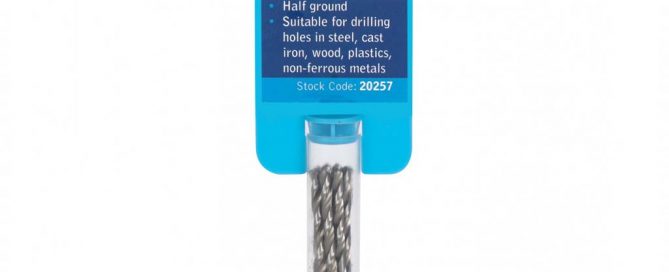 • Half ground
• Suitable for drilling
holes in steel, cast
iron, wood, plastics,
non-ferrous metals
Stock Code: 20257